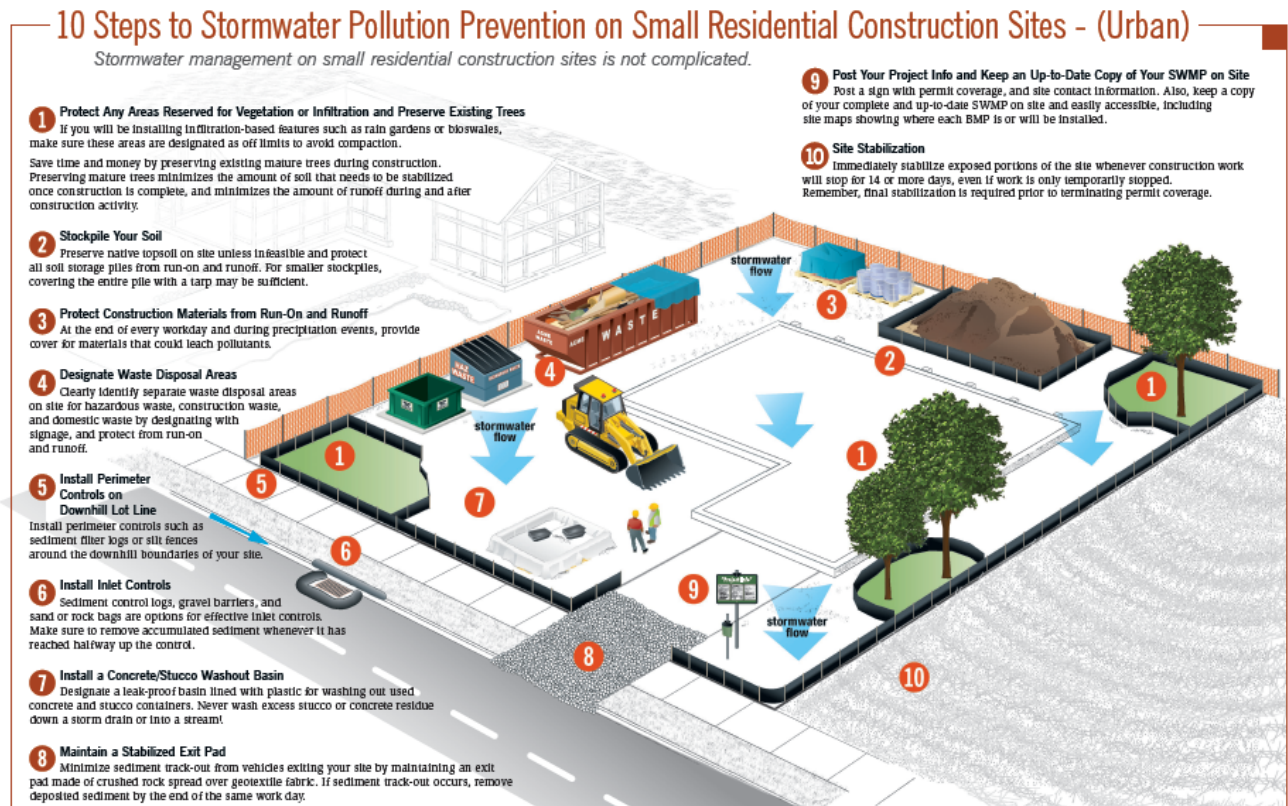 10 Steps to Stormwater Pollution Prevention on Small Residential Construction Sites - (Urban)
Stormwater management on small residential construction sites is not complicated.
1 Protect Any Areas Reserved for Vegetation or Infiltration and Preserve Existing Trees
If you will be installing infiltration-based features such as rain gardens or bioswales,
make sure these areas are designated as off limits to avoid compaction.
Save time and money by preserving existing mature trees during construction.
Preserving mature trees minimizes the amount of soil that needs to be stabilized
once construction is complete, and minimizes the amount of runoff during and after
construction activity.
2 Stockpile Your Soil
Preserve native topsoil on site unless infeasible and protect
all soil storage piles from run-on and runoff. For smaller stockpiles,
covering the entire pile with a tarp may be sufficient.
3 Protect Construction Materials from Run-On and Runoff
At the end of every workday and during precipitation events, provide
cover for materials that could leach pollutants.
4 Designate Waste Disposal Areas
Clearly identify separate waste disposal areas
on site for hazardous waste, construction waste,
and domestic waste by designating with
signage, and protect from run-on
and runoff.
5 Install Perimeter
Controls on
Downhill Lot Line
Install perimeter controls such as
sediment filter logs or silt fences
around the downhill boundaries of your site.
6 Install Inlet Controls
Sediment control logs, gravel barriers, and
sand or rock bags are options for effective inlet controls.
Make sure to remove accumulated sediment whenever it has
reached halfway up the control.
7 Install a Concrete/Stucco Washout Basin
Designate a leak-proof basin lined with plastic for washing out used
concrete and stucco containers. Never wash excess stucco or concrete residue
down a storm drain or into a stream!
8 Maintain a Stabilized Exit Pad
Minimize sediment track-out from vehicles exiting your site by maintaining an exit
pad made of crushed rock spread over geotextile fabric. If sediment track-out occurs, remove
deposited sediment by the end of the same work day.
9 Post Your Project Info and Keep an Up-to-Date Copy of Your SWMP on Site
Post a sign with permit coverage, and site contact information. Also, keep a copy
of your complete and up-to-date SWMP on site and easily accessible, including
site maps showing where each BMP is or will be installed.
10 Site Stabilization
Immediately stabilize exposed portions of the site whenever construction work
will stop for 14 or more days, even if work is only temporarily stopped.
Remember, final stabilization is required prior to terminating permit coverage.
stormwater
flow
3
ACME
WASTE
ACME
WASTE
2
1
HAZ
WASTE
4
stormwater
flow
1
1
5
7
6
9
stormwater
flow
8
10